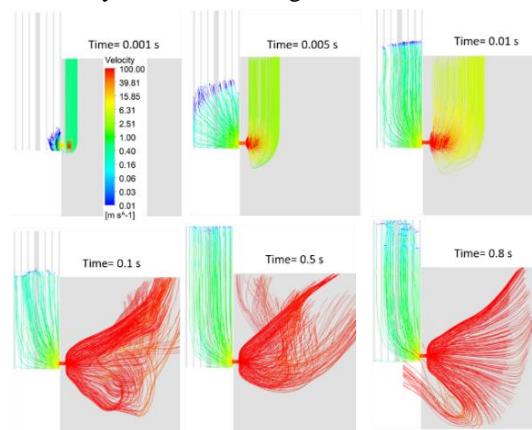 Time= 0.001 s
Time= 0.005 s
Time= 0.01 s
Velocity
100.00
39.81
15.85
6.31
2.51
1.00
0.40
0.16
0.06
0.03
0.01
[m s^-1]
Time= 0.1 s
Time= 0.5 s
Time= 0.8 s